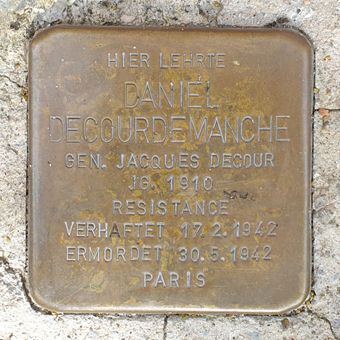 HIER LEHRTE
DANIEL
DECOURDEMANCHE
GEN. JACQUES DECOUR
JG. 1910
RESISTANCE
VERHAFTET 17.2.1942
ERMORDET 30.5.1942
PARIS